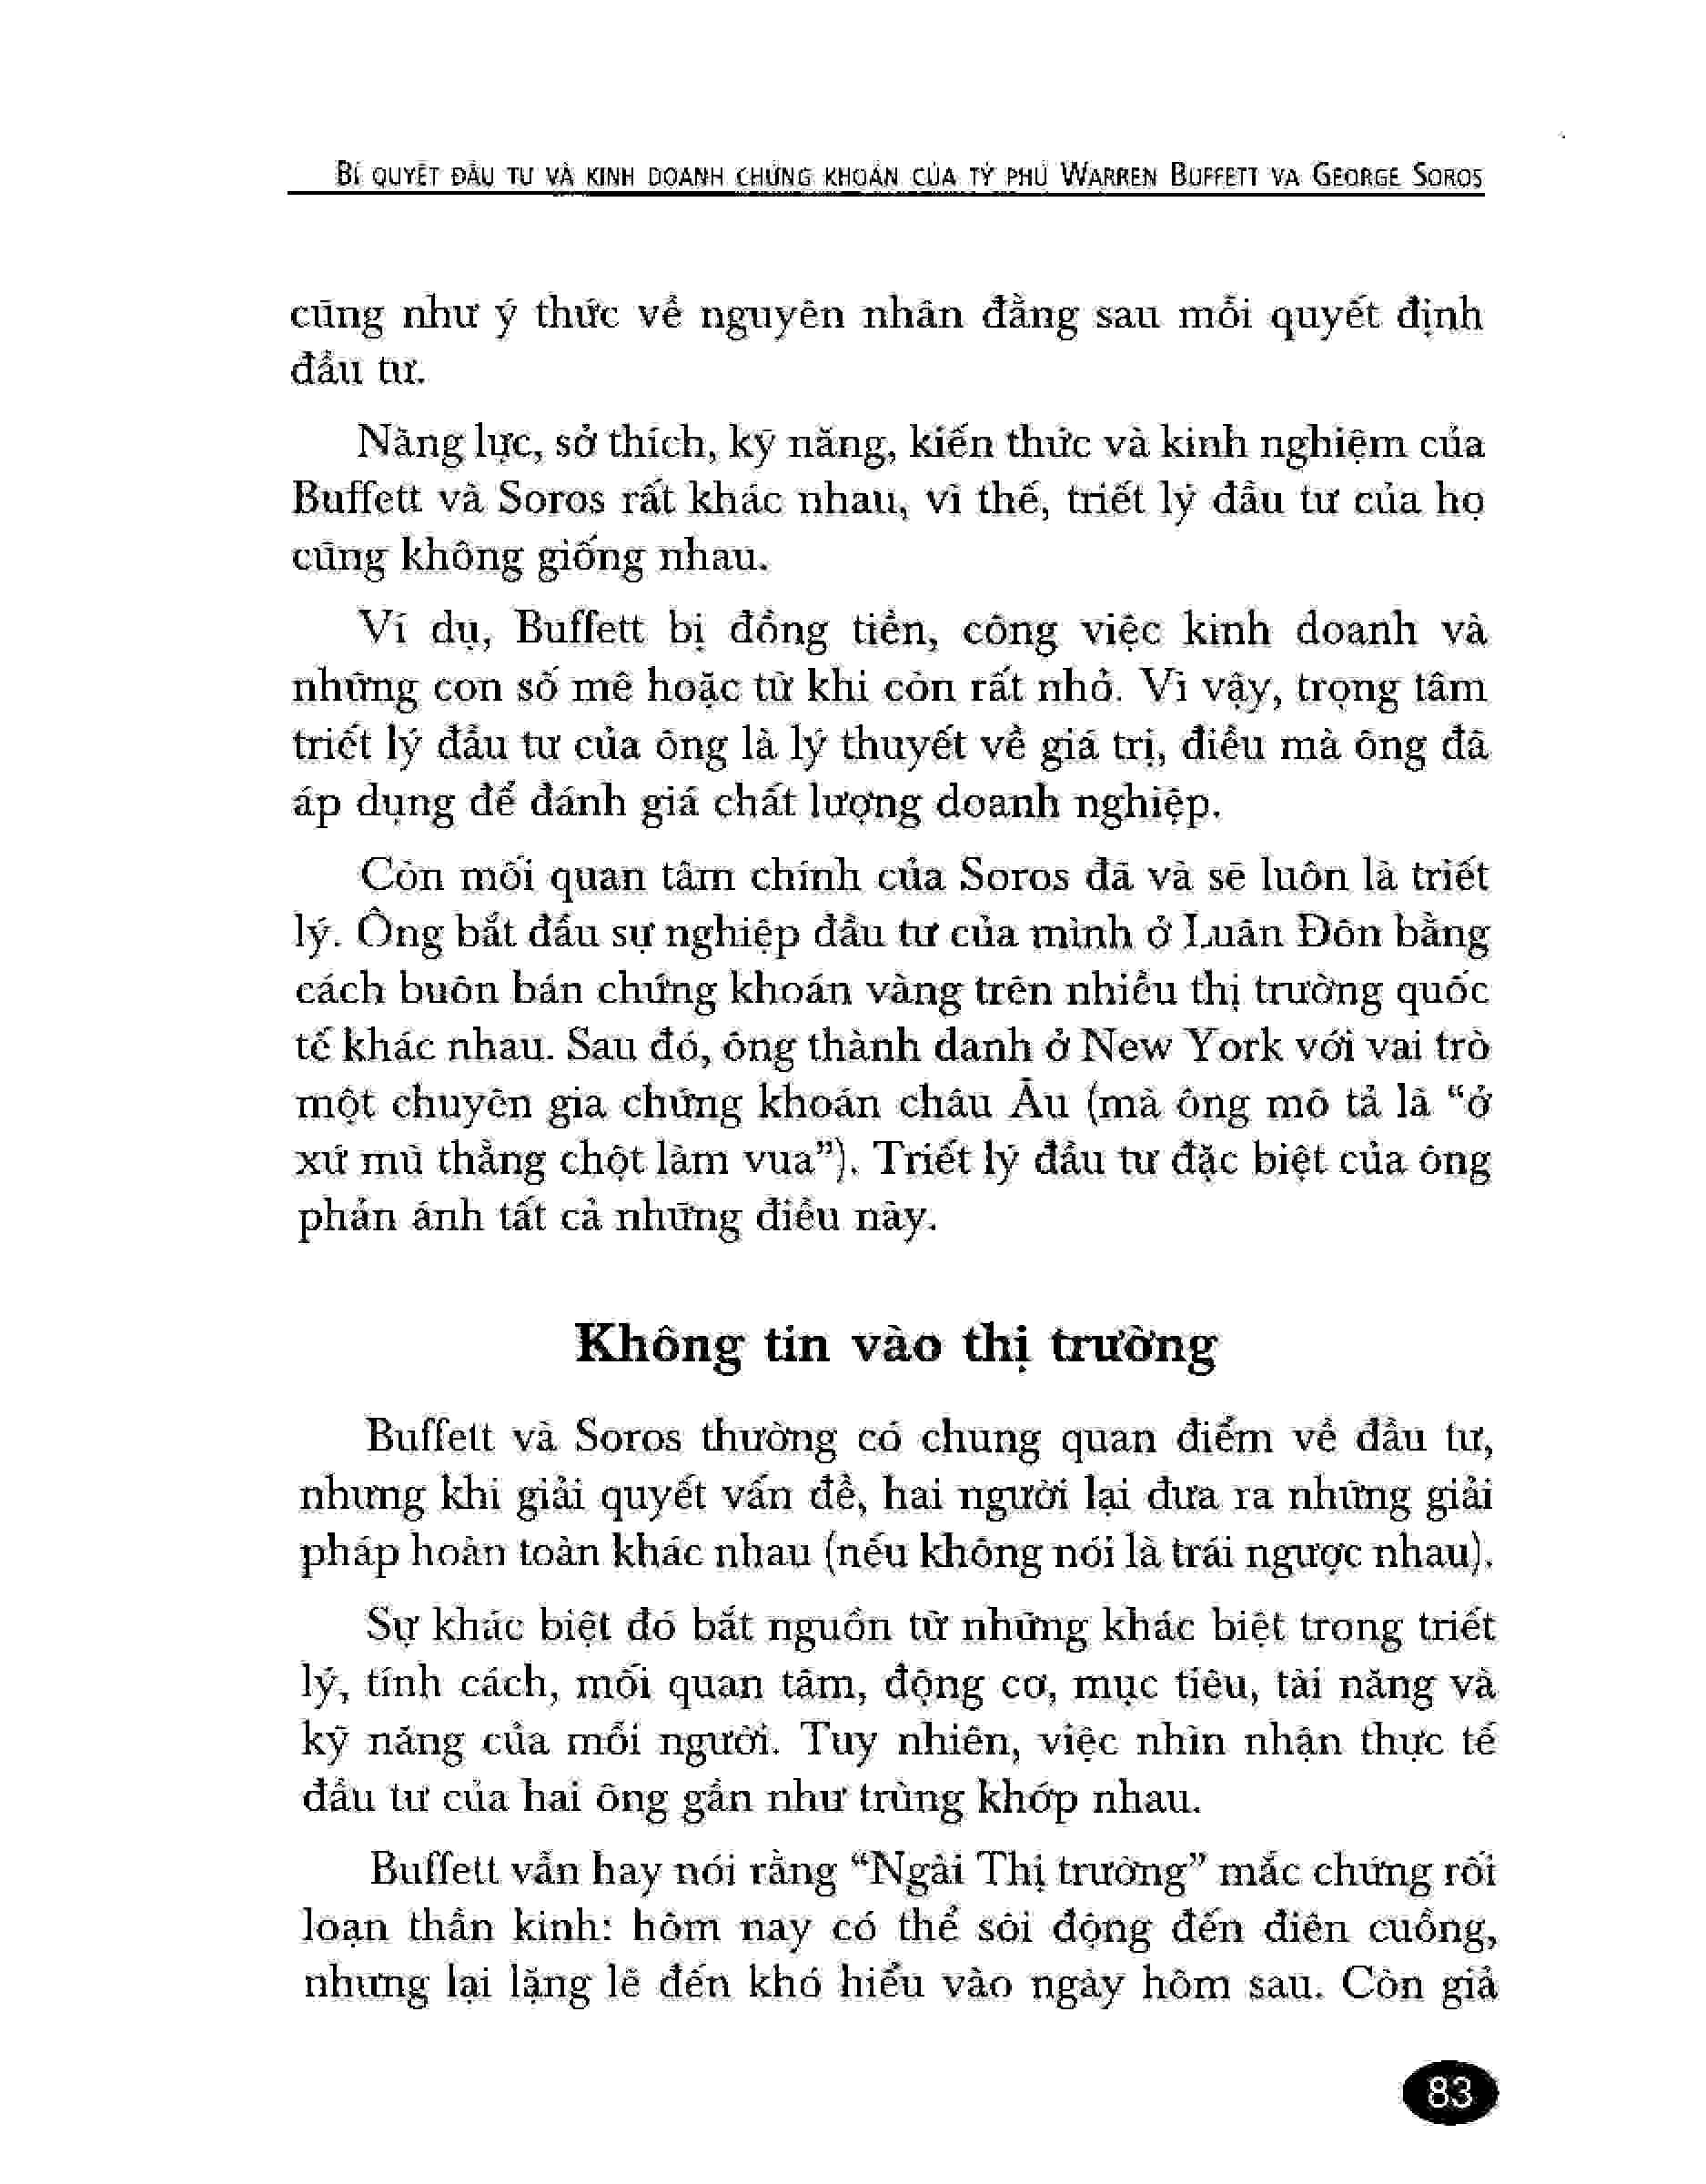 BÍ QUYẾT ĐẦU TƯ VÀ KINH DOANH CHỨNG KHOÁN CỦA TỶ PHÚ WARREN BUFFETT VÀ GEORGE SOROS
cũng như ý thức về nguyên nhân đằng sau mỗi quyết định
đầu tư.
Năng lực, sở thích, kỹ năng, kiến thức và kinh nghiệm của
Buffett và Soros rất khác nhau, vì thế, triết lý đầu tư của họ
cũng không giống nhau.
Ví dụ, Buffett bị đồng tiền, công việc kinh doanh và
những con số mê hoặc từ khi còn rất nhỏ. Vì vậy, trọng tâm
triết lý đầu tư của ông là lý thuyết về giá trị, điều mà ông đã
áp dụng để đánh giá chất lượng doanh nghiệp.
Còn mối quan tâm chính của Soros đã và sẽ luôn là triết
lý. Ông bắt đầu sự nghiệp đầu tư của mình ở Luân Đôn bằng
cách buôn bán chứng khoán vàng trên nhiều thị trường quốc
tế khác nhau. Sau đó, ông thành danh ở New York với vai trò
một chuyên gia chứng khoán châu Âu (mà ông mô tả là “ở
xứ mù thằng chột làm vua”). Triết lý đầu tư đặc biệt của ông
phản ánh tất cả những điều này.
Không tin vào thị trường
Buffett và Soros thường có chung quan điểm về đầu tư,
nhưng khi giải quyết vấn đề, hai người lại đưa ra những giải
pháp hoàn toàn khác nhau (nếu không nói là trái ngược nhau).
Sự khác biệt đó bắt nguồn từ những khác biệt trong triết
lý, tính cách, mối quan tâm, động cơ, mục tiêu, tài năng và
kỹ năng của mỗi người. Tuy nhiên, việc nhìn nhận thực tế
đầu tư của hai ông gần như trùng khớp nhau.
Buffett vẫn hay nói rằng “Ngài Thị trường” mắc chứng rối
loạn thần kinh: hôm nay có thể sôi động đến điên cuồng,
nhưng lại lặng lẽ đến khó hiểu vào ngày hôm sau. Còn giả
83